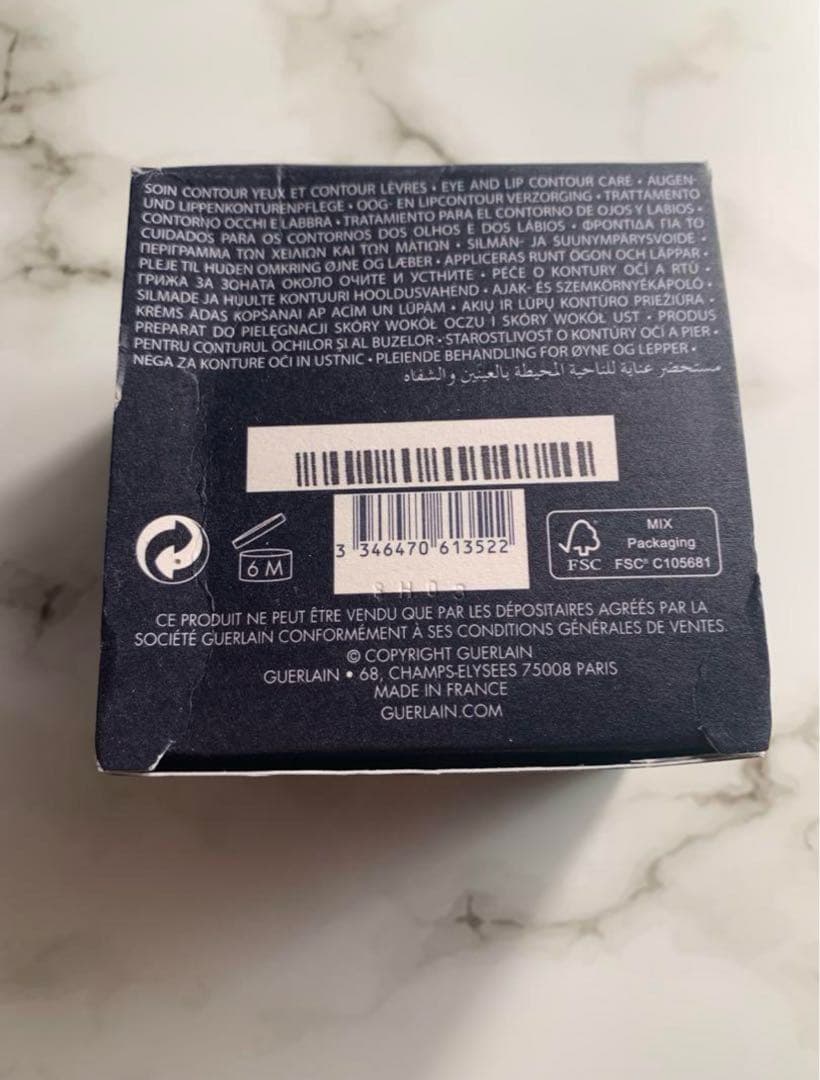 SOIN CONTOUR YEUX ET CONTOUR LÈVRES • EYE AND LIP CONTOUR CARE • AUGEN-
UND LIPPENKONTURENPFLEGE • OOG- EN LIPCONTOUR VERZORGING • TRATTAMENTO
CONTORNO OCCHI E LABBRA • TRATAMIENTO PARA EL CONTORNO DE OJOS Y LABIOS •
CUIDADOS PARA OS CONTORNOS DOS OLHOS E DOS LÁBIOS • ΦΡΟΝΤΙΔΑ ΓΙΑ ΤΟ
ΠΕΡΙΓΡΑΜΜΑ ΤΩΝ ΧΕΙΛΙΩΝ ΚΑΙ ΤΩΝ ΜΑΤΙΩΝ • SILMÄN- JA SUUNYMPÄRYSVOIDE •
PLEJE TIL HUDEN OMKRING ØJNE OG LÆBER • APPLICERAS RUNT ÖGON OCH LÄPPAR •
ГРИЖА ЗА ЗОНАТА ОКОЛО ОЧИТЕ И УСТНИТЕ • PÉČE O KONTURY OČÍ A RTŮ •
SILMADE JA HUULTE KONTUURI HOOLDUSVAHEND • AJAK- ÉS SZEMKÖRNYÉKÁPOLÓ •
KRĒMS ĀDAS KOPŠANAI AP ACĪM UN LŪPĀM • AKIŲ IR LŪPŲ KONTŪRO PRIEŽIŪRA •
PREPARAT DO PIELĘGNACJI SKÓRY WOKÓŁ OCZU I SKÓRY WOKÓŁ UST • PRODUS
PENTRU CONTURUL OCHILOR ŞI AL BUZELOR • STAROSTLIVOSŤ O KONTÚRY OČÍ A PIER •
NEGA ZA KONTURE OČI IN USTNIC • PLEIENDE BEHANDLING FOR ØYNE OG LEPPER •
مستحضر عناية للناحية المحيطة بالعينين والشفاه
6 M
3 346470 613522
FSC
MIX
Packaging
FSC® C105681
CE PRODUIT NE PEUT ÊTRE VENDU QUE PAR LES DÉPOSITAIRES AGRÉÉS PAR LA
SOCIÉTÉ GUERLAIN CONFORMÉMENT À SES CONDITIONS GÉNÉRALES DE VENTES.
© COPYRIGHT GUERLAIN
GUERLAIN • 68, CHAMPS-ELYSEES 75008 PARIS
MADE IN FRANCE
GUERLAIN.COM